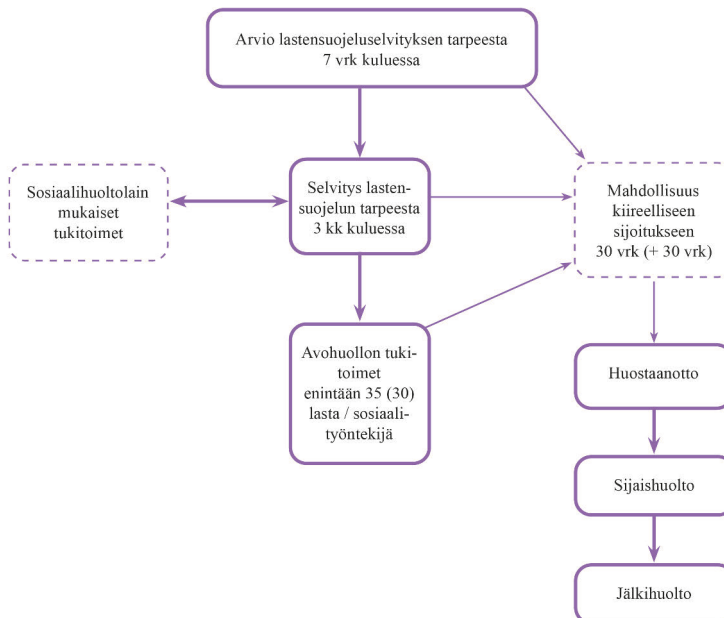 Arvio lastensuojeluselvityksen tarpeesta
7 vrk kuluessa
Sosiaalihuoltolain
mukaiset
tukitoimet
Selvitys lasten-
suojelun tarpeesta
3 kk kuluessa
Mahdollisuus
kiireelliseen
sijoitukseen
30 vrk (+ 30 vrk)
Avohuollon tuki-
toimet
enintään 35 (30)
lasta / sosiaali-
työntekijä
Huostaanotto
Sijaishuolto
Jälkihuolto